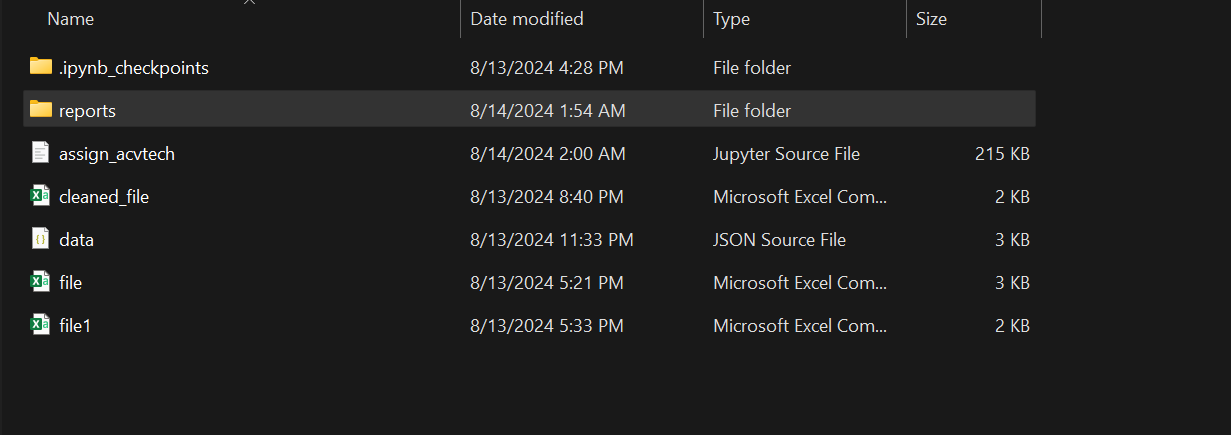 Name Date modified Type Size
.ipynb_checkpoints 8/13/2024 4:28 PM File folder
reports 8/14/2024 1:54 AM File folder
assign_acvtech 8/14/2024 2:00 AM Jupyter Source File 215 KB
cleaned_file 8/13/2024 8:40 PM Microsoft Excel Com... 2 KB
data 8/13/2024 11:33 PM JSON Source File 3 KB
file 8/13/2024 5:21 PM Microsoft Excel Com... 3 KB
file1 8/13/2024 5:33 PM Microsoft Excel Com... 2 KB